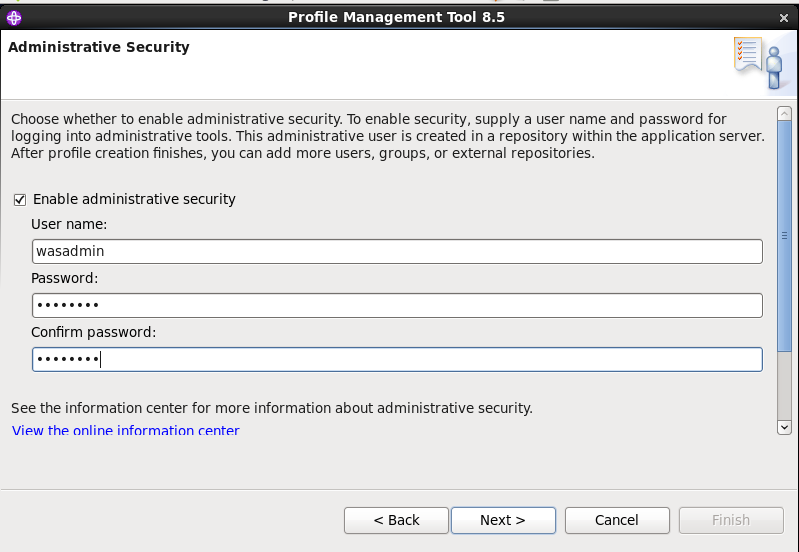 Profile Management Tool 8.5
Administrative Security
Choose whether to enable administrative security. To enable security, supply a user name and password for
logging into administrative tools. This administrative user is created in a repository within the application server.
After profile creation finishes, you can add more users, groups, or external repositories.
Enable administrative security
User name:
wasadmin
Password:
••••••••
Confirm password:
••••••••
See the information center for more information about administrative security.
View the online information center
< Back
Next >
Cancel
Finish